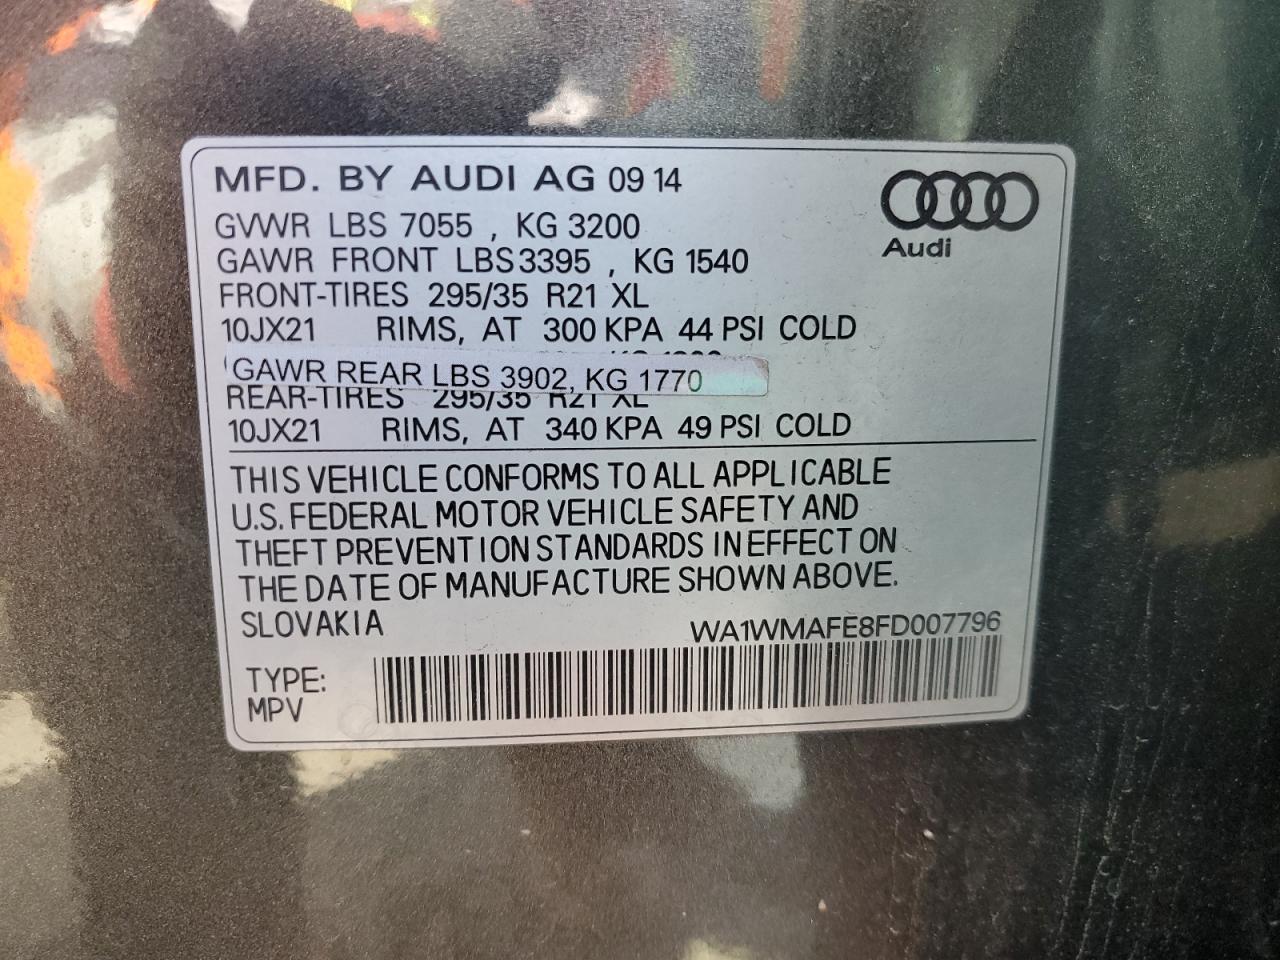 MFD. BY AUDI AG 09 14
Audi
GVWR LBS 7055 , KG 3200
GAWR FRONT LBS3395 , KG 1540
FRONT-TIRES 295/35 R21 XL
10JX21 RIMS, AT 300 KPA 44 PSI COLD
GAWR REAR LBS 3902, KG 1770
REAR-TIRES 295/35 R21 XL
10JX21 RIMS, AT 340 KPA 49 PSI COLD
THIS VEHICLE CONFORMS TO ALL APPLICABLE
U.S. FEDERAL MOTOR VEHICLE SAFETY AND
THEFT PREVENTION STANDARDS IN EFFECT ON
THE DATE OF MANUFACTURE SHOWN ABOVE.
SLOVAKIA WA1WMAFE8FD007796
TYPE:
MPV